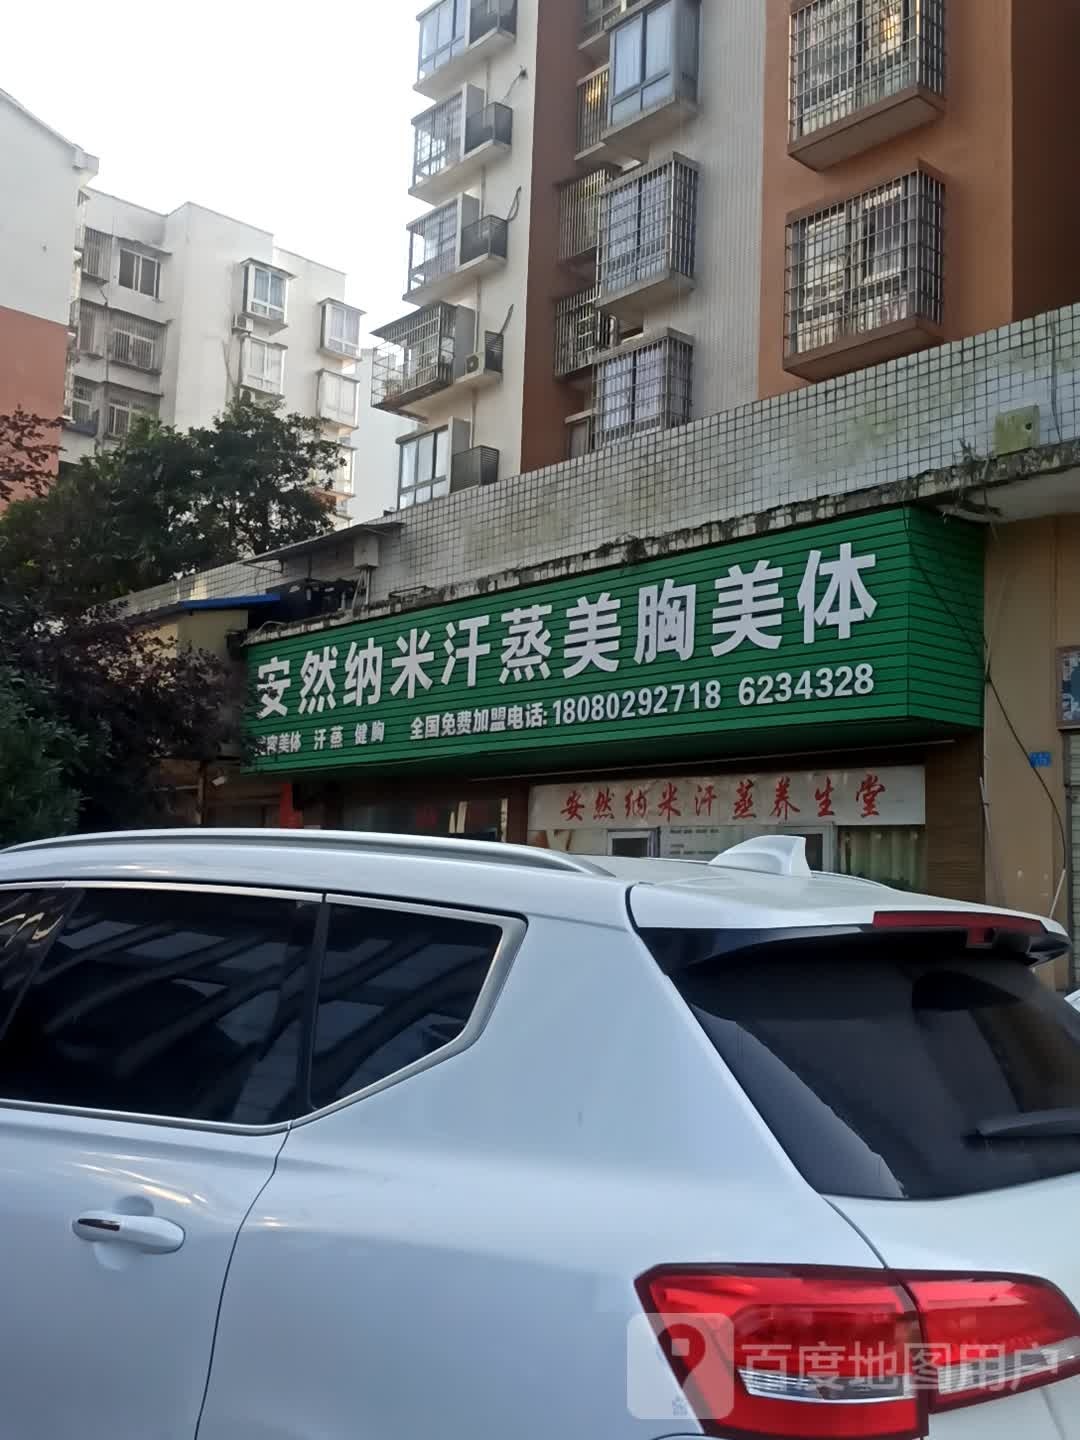 安然纳米汗蒸美胸美体
美体 汗蒸 健胸 全国免费加盟电话:18080292718 6234328
安然纳米汗蒸养生堂
百度地图用户